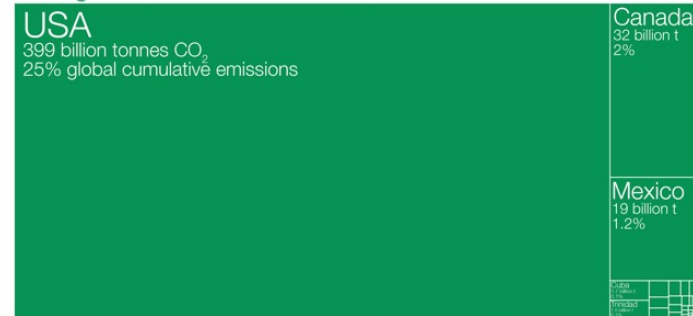 USA
399 billion tonnes CO₂
25% global cumulative emissions
Canada
32 billion t
2%
Mexico
19 billion t
1.2%
Cuba
Trinidad